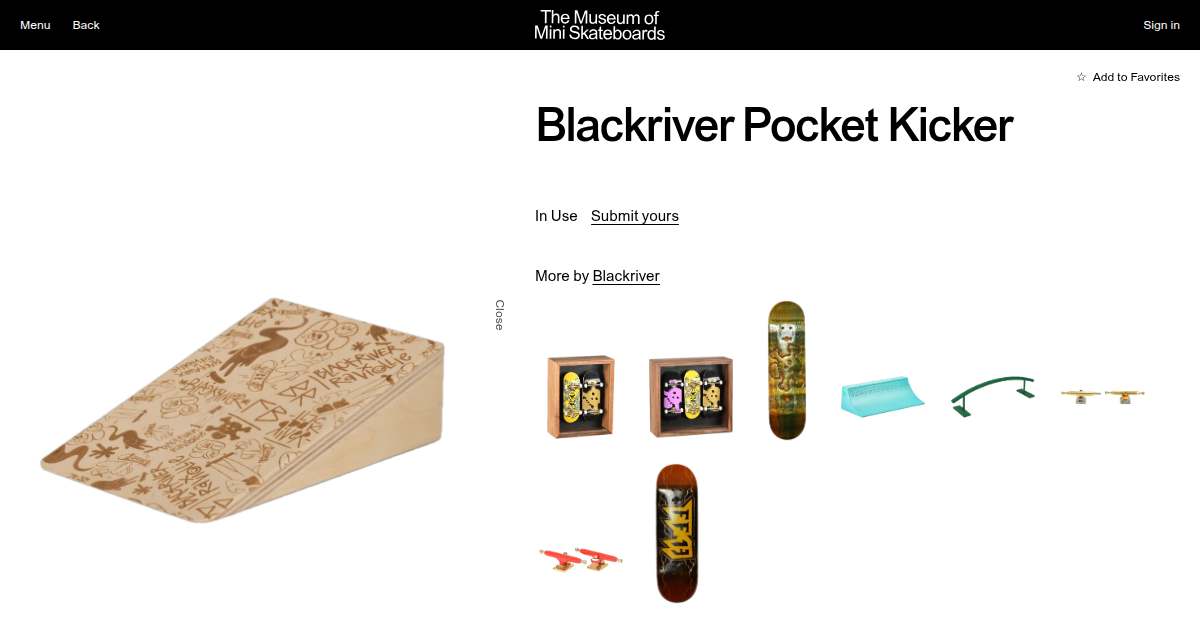 Menu
Back
The Museum of
Mini Skateboards
Sign in
☆ Add to Favorites
Blackriver Pocket Kicker
In Use
Submit yours
More by Blackriver
Close
BLACKRIVER